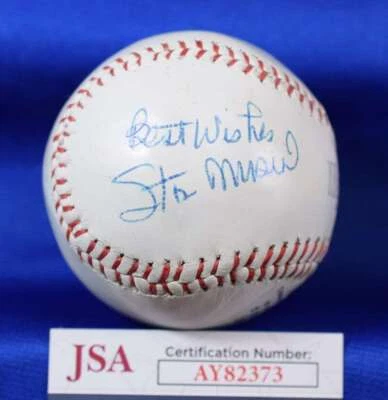 Best Wishes
Stan Musial
JSA
Certification Number:
AY82373